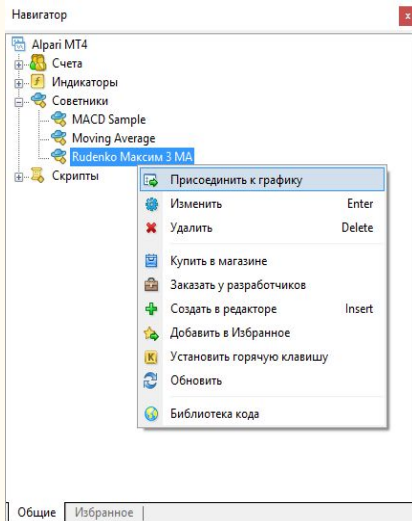 Навигатор
x
Alpari MT4
Счета
Индикаторы
Советники
MACD Sample
Moving Average
Rudenko Максим 3 MA
Скрипты
Присоединить к графику
Изменить Enter
Удалить Delete
Купить в магазине
Заказать у разработчиков
Создать в редакторе Insert
Добавить в Избранное
Установить горячую клавишу
Обновить
Библиотека кода
Общие Избранное